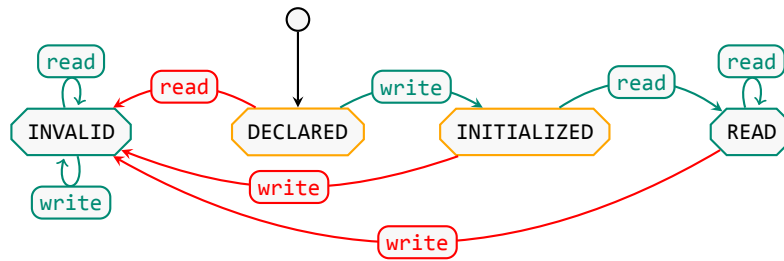 read
read
read
write
read
INVALID
DECLARED
INITIALIZED
READ
write
write
write